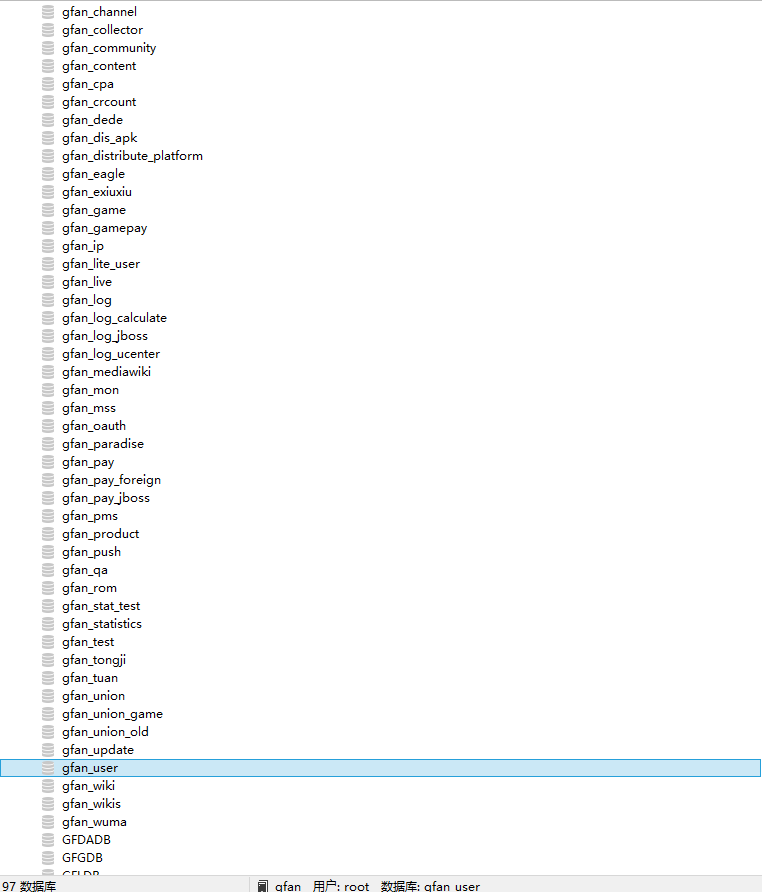 gfan_channel
gfan_collector
gfan_community
gfan_content
gfan_cpa
gfan_crcount
gfan_dede
gfan_dis_apk
gfan_distribute_platform
gfan_eagle
gfan_exiuxiu
gfan_game
gfan_gamepay
gfan_ip
gfan_lite_user
gfan_live
gfan_log
gfan_log_calculate
gfan_log_jboss
gfan_log_ucenter
gfan_mediawiki
gfan_mon
gfan_mss
gfan_oauth
gfan_paradise
gfan_pay
gfan_pay_foreign
gfan_pay_jboss
gfan_pms
gfan_product
gfan_push
gfan_qa
gfan_rom
gfan_stat_test
gfan_statistics
gfan_test
gfan_tongji
gfan_tuan
gfan_union
gfan_union_game
gfan_union_old
gfan_update
gfan_user
gfan_wiki
gfan_wikis
gfan_wuma
GFDADB
GFGDB
97 数据库 gfan 用户: root 数据库: gfan_user